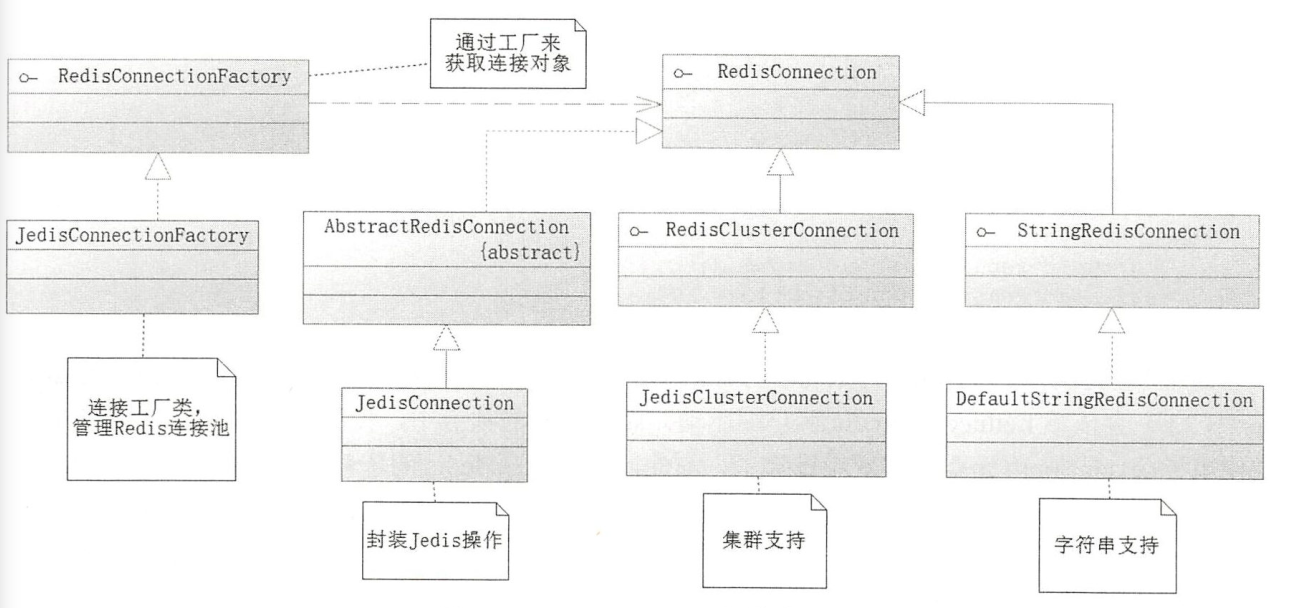 通过工厂来
获取连接对象
RedisConnectionFactory
RedisConnection
JedisConnectionFactory
AbstractRedisConnection
{abstract}
RedisClusterConnection
StringRedisConnection
连接工厂类，
管理Redis连接池
JedisConnection
JedisClusterConnection
DefaultStringRedisConnection
封装Jedis操作
集群支持
字符串支持